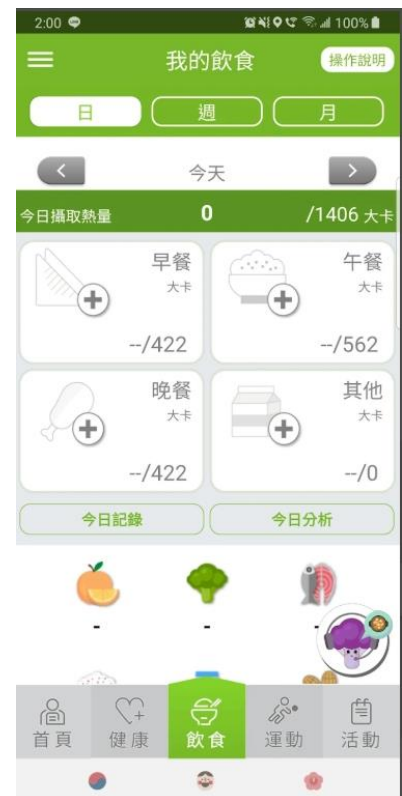 2:00 100%
我的飲食 操作說明
日 週 月
< 今天 >
今日攝取熱量 0 /1406 大卡
早餐
大卡
--/422
午餐
大卡
--/562
晚餐
大卡
--/422
其他
大卡
--/0
今日記錄 今日分析
- - -
首頁 健康 飲食 運動 活動